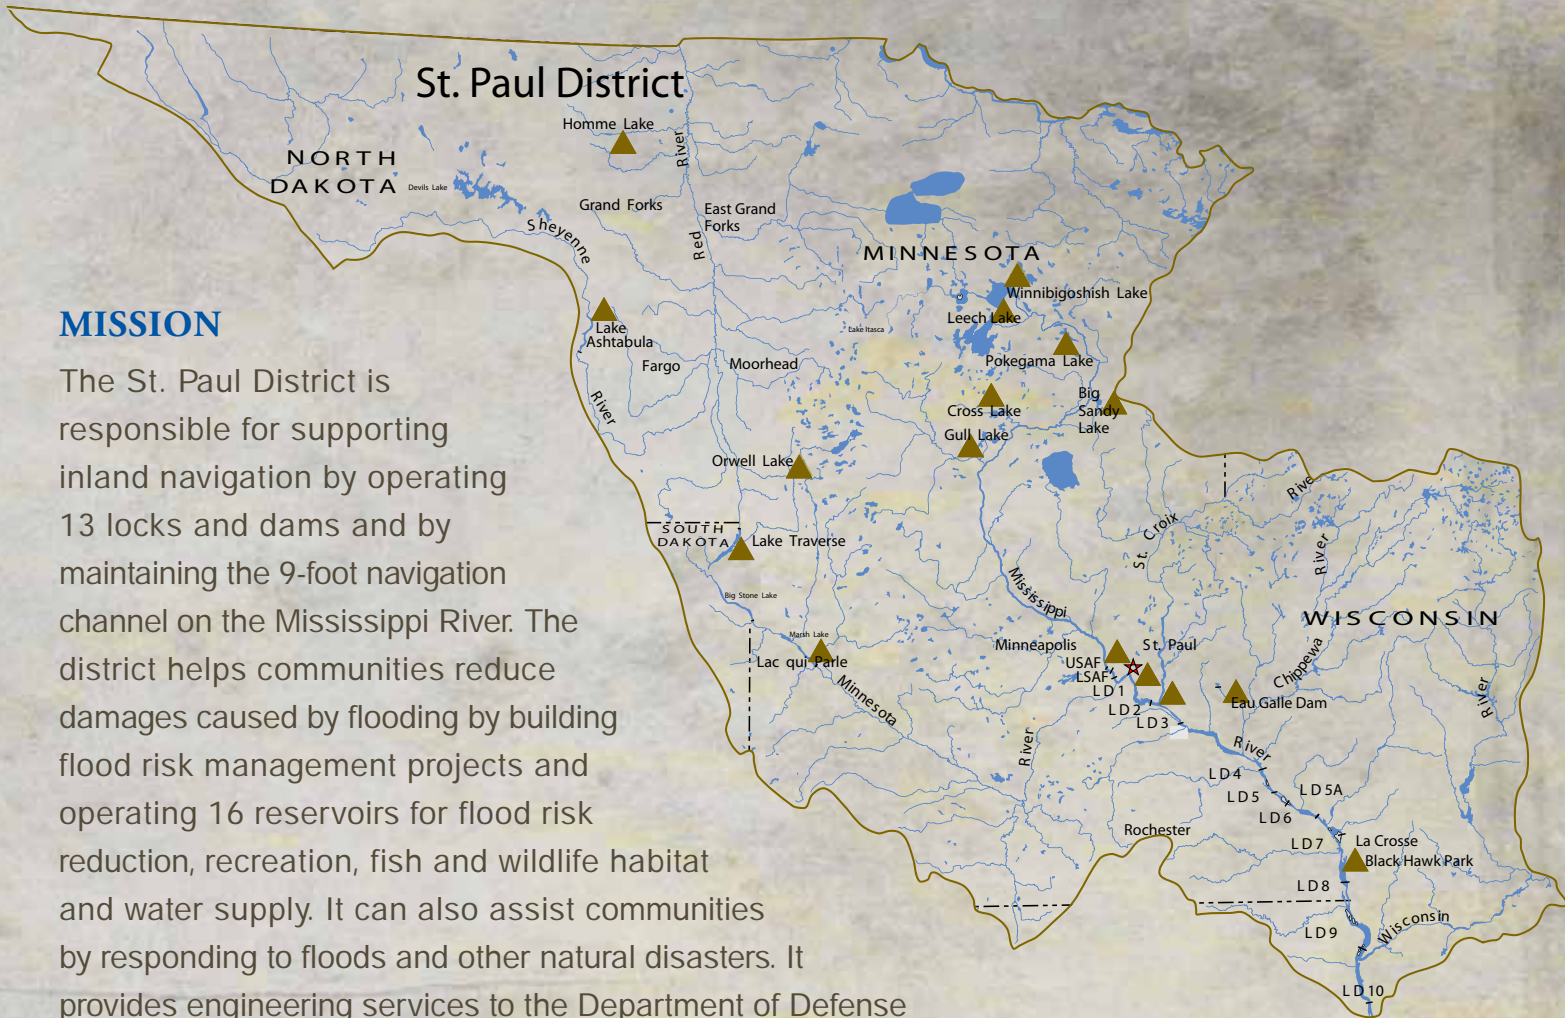 St. Paul District
Homme Lake
River
NORTH
DAKOTA
Devils Lake
Grand Forks
East Grand
Forks
Sheyenne
Red
MINNESOTA
Winnibigoshish Lake
Leech Lake
Lake Itasca
Lake
Ashtabula
Fargo
Moorhead
Pokegama Lake
River
Cross Lake
Big
Sandy
Lake
Gull Lake
Orwell Lake
SOUTH
DAKOTA
Lake Traverse
St. Croix
Rive
River
Big Stone Lake
Mississippi
WISCONSIN
Marsh Lake
Lac qui Parle
Minnesota
River
Minneapolis
St. Paul
USAF
LSAF
LD1
LD2
LD3
Eau Galle Dam
Chippewa
River
River
LD4
LD5
LD5A
LD6
Rochester
LD7
La Crosse
Black Hawk Park
LD8
LD9
Wisconsin
LD10
MISSION
The St. Paul District is
responsible for supporting
inland navigation by operating
13 locks and dams and by
maintaining the 9-foot navigation
channel on the Mississippi River. The
district helps communities reduce
damages caused by flooding by building
flood risk management projects and
operating 16 reservoirs for flood risk
reduction, recreation, fish and wildlife habitat
and water supply. It can also assist communities
by responding to floods and other natural disasters. It
provides engineering services to the Department of Defense